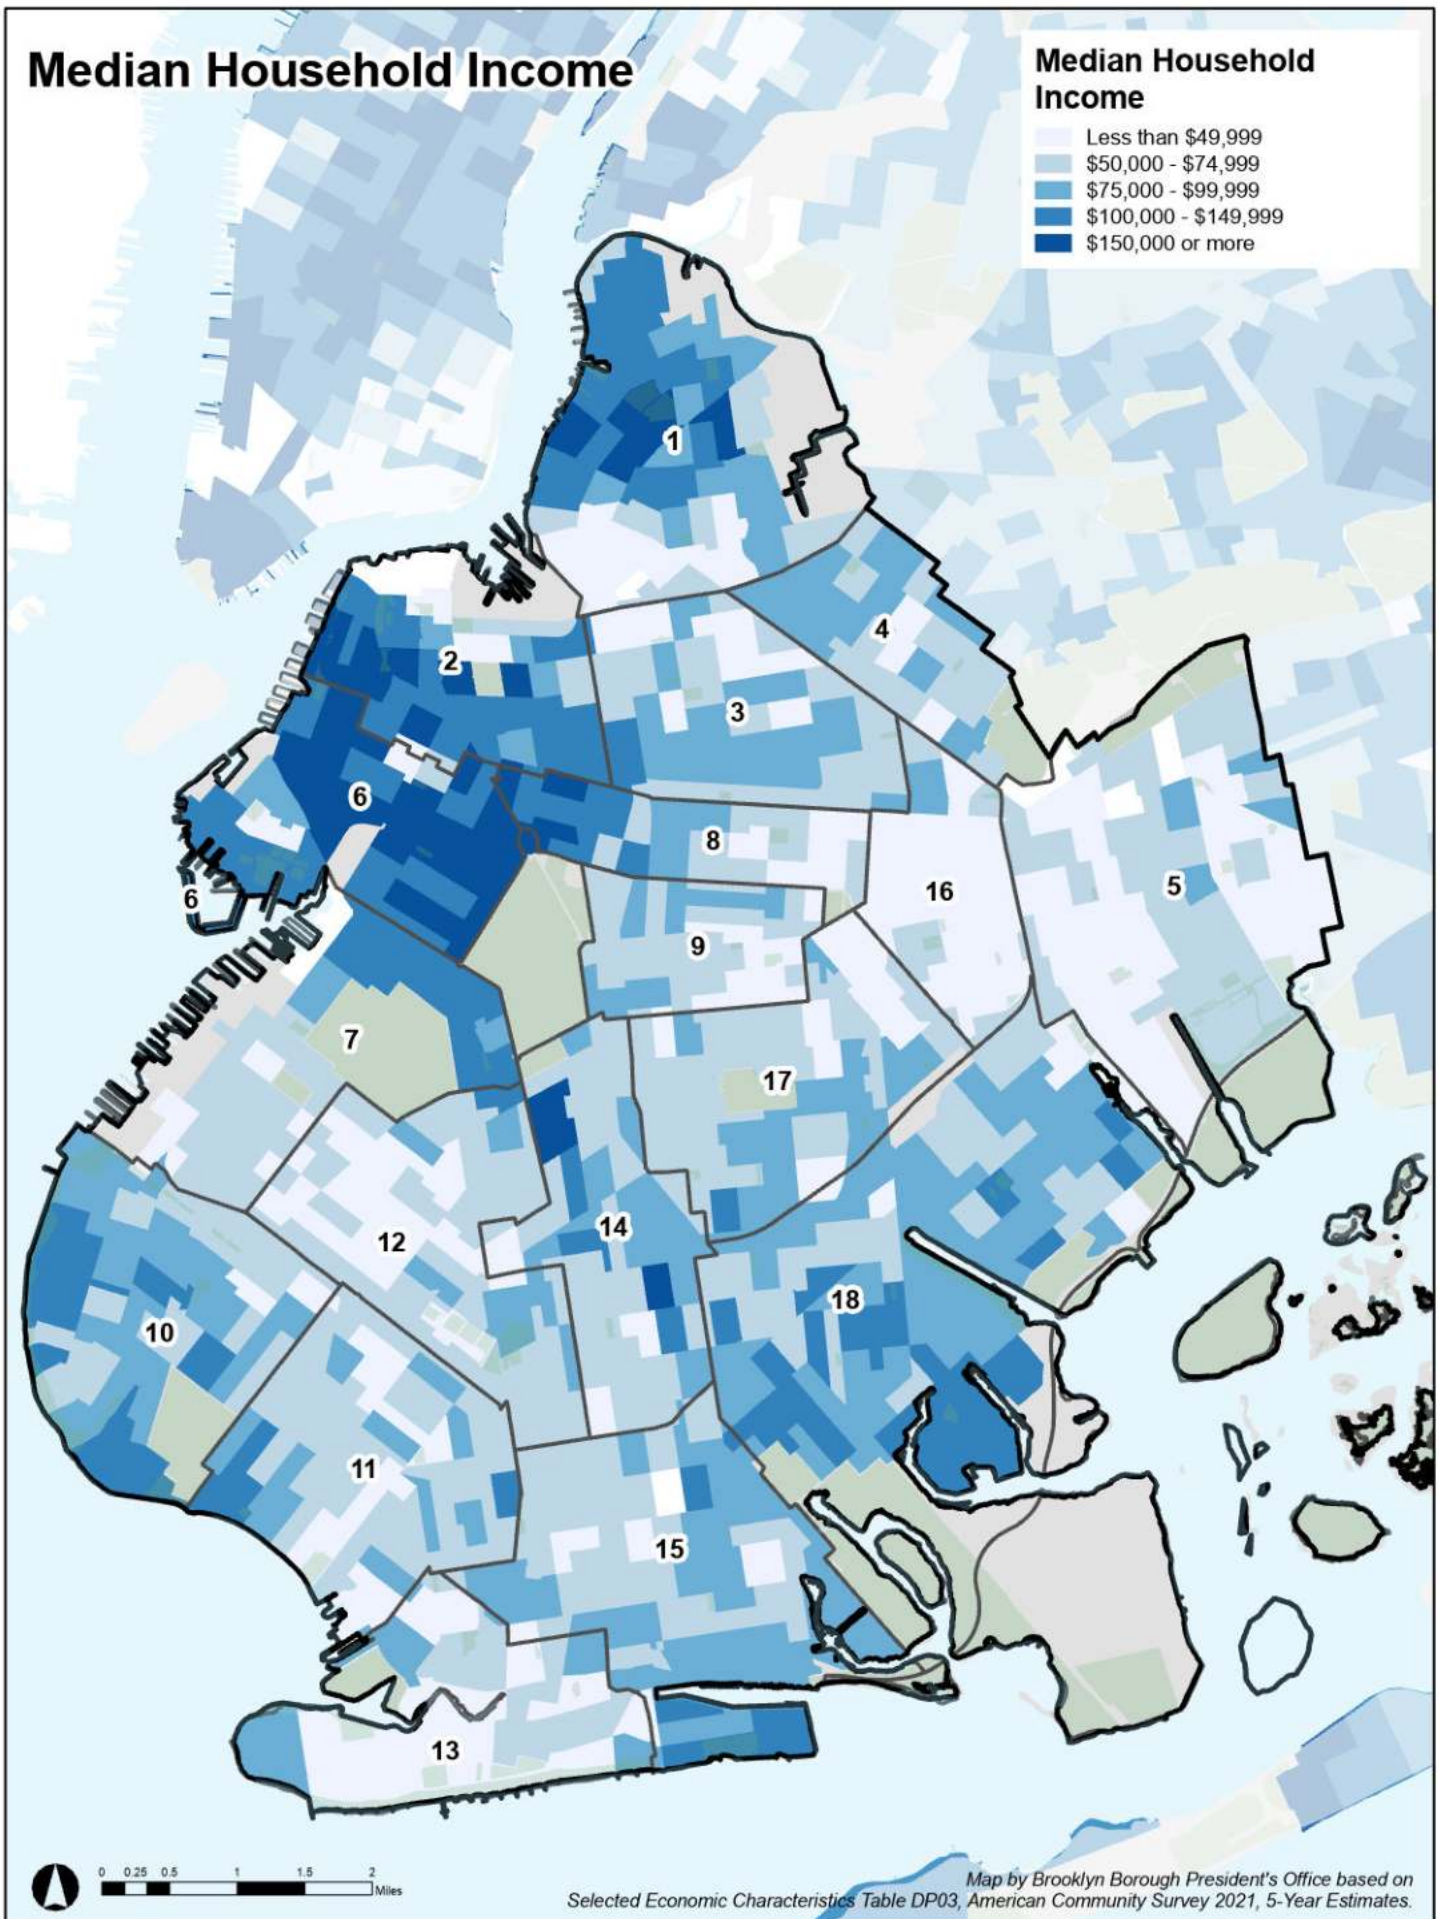 Median Household Income
Median Household
Income
Less than $49,999
$50,000 - $74,999
$75,000 - $99,999
$100,000 - $149,999
$150,000 or more
1
4
2
3
6
8
5
16
6
9
7
17
14
12
18
10
11
15
13
0 0.25 0.5 1 1.5 2
Miles
Map by Brooklyn Borough President's Office based on
Selected Economic Characteristics Table DP03, American Community Survey 2021, 5-Year Estimates.